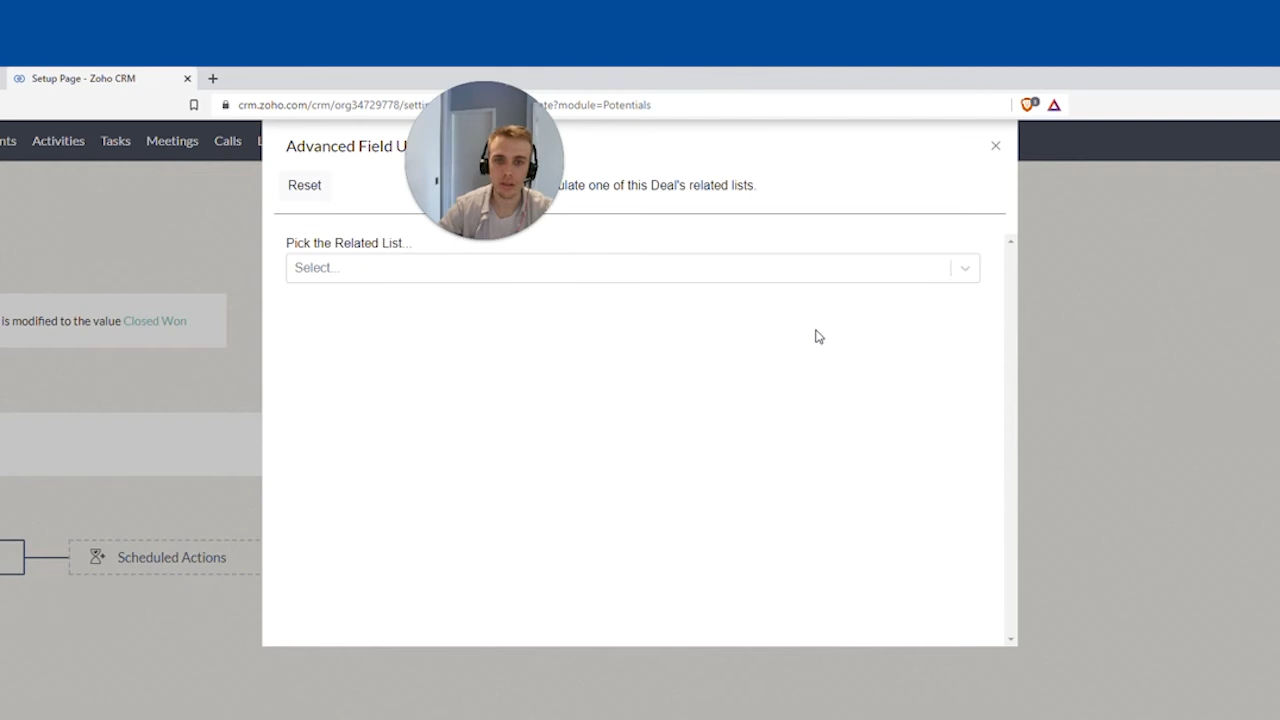 Setup Page - Zoho CRM
crm.zoho.com/crm/org34729778/setti
te?module=Potentials
nts Activities Tasks Meetings Calls L
Advanced Field U
Reset
ulate one of this Deal's related lists.
Pick the Related List...
Select...
is modified to the value Closed Won
Scheduled Actions